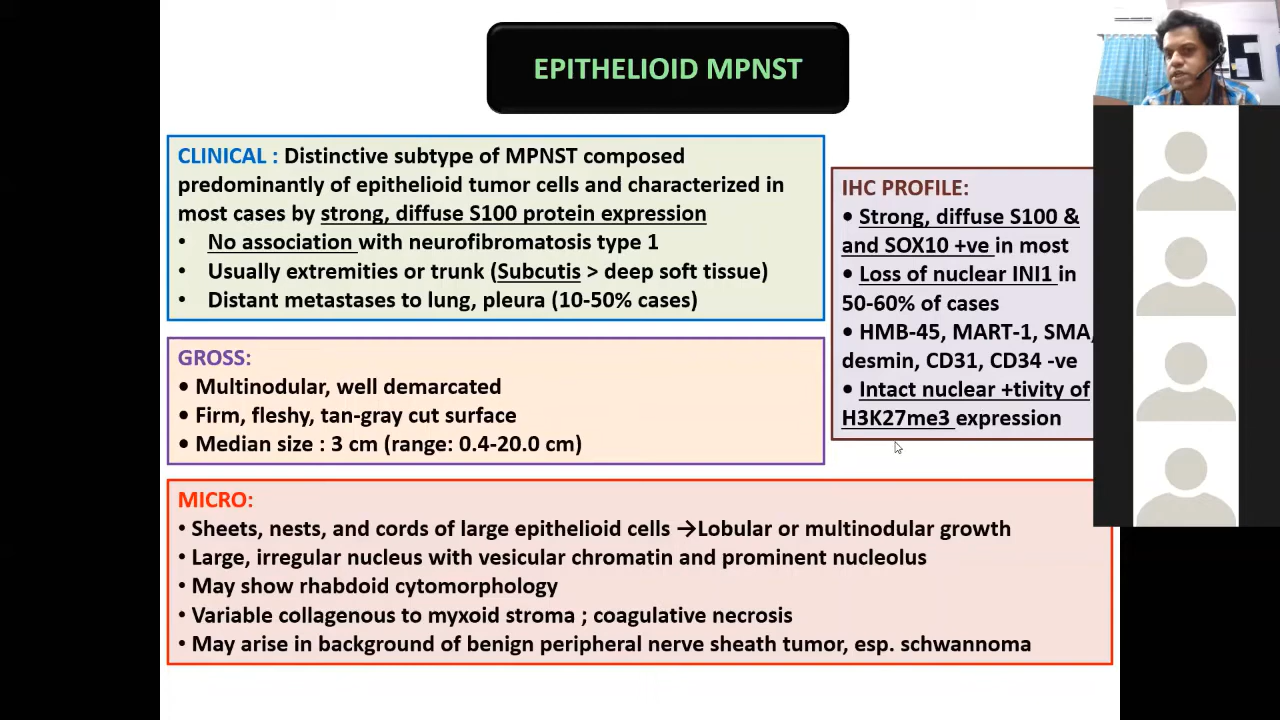 EPITHELIOID MPNST
CLINICAL : Distinctive subtype of MPNST composed
predominantly of epithelioid tumor cells and characterized in
most cases by strong, diffuse S100 protein expression
• No association with neurofibromatosis type 1
• Usually extremities or trunk (Subcutis > deep soft tissue)
• Distant metastases to lung, pleura (10-50% cases)
GROSS:
• Multinodular, well demarcated
• Firm, fleshy, tan-gray cut surface
• Median size : 3 cm (range: 0.4-20.0 cm)
IHC PROFILE:
• Strong, diffuse S100 &
and SOX10 +ve in most
• Loss of nuclear INI1 in
50-60% of cases
• HMB-45, MART-1, SMA,
desmin, CD31, CD34 -ve
• Intact nuclear +tivity of
H3K27me3 expression
MICRO:
• Sheets, nests, and cords of large epithelioid cells →Lobular or multinodular growth
• Large, irregular nucleus with vesicular chromatin and prominent nucleolus
• May show rhabdoid cytomorphology
• Variable collagenous to myxoid stroma ; coagulative necrosis
• May arise in background of benign peripheral nerve sheath tumor, esp. schwannoma